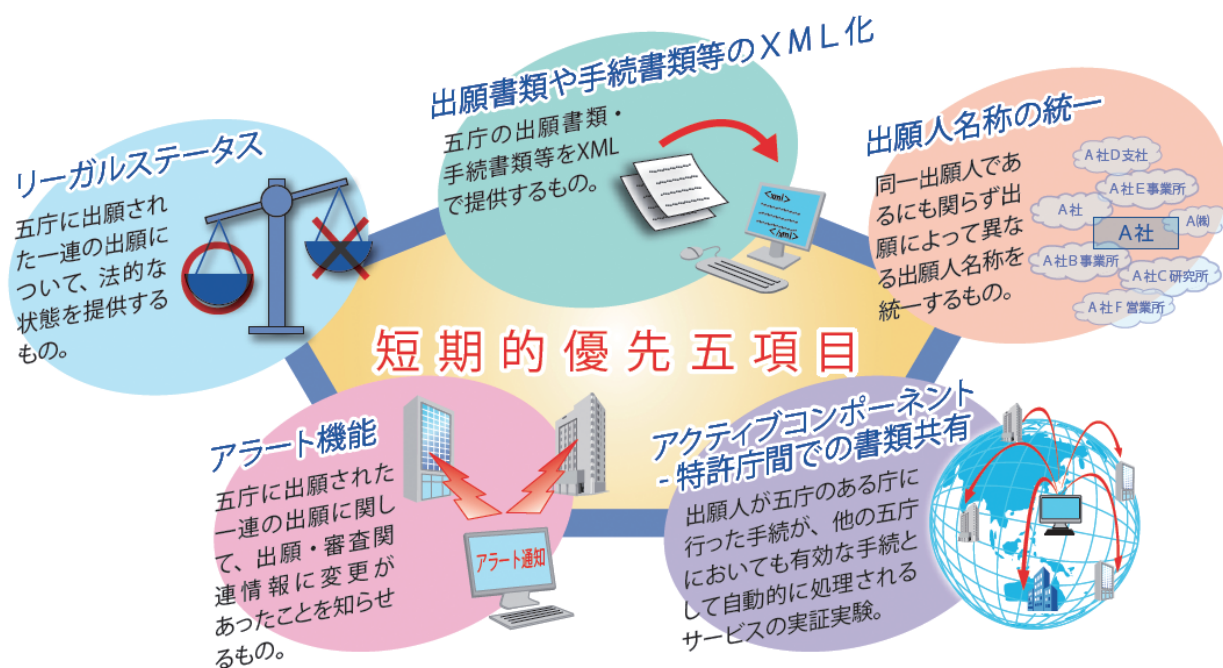 出願書類や手続書類等のXML化
五庁の出願書類・
手続書類等をXML
で提供するもの。
<xml>
</xml>
リーガルステータス
五庁に出願され
た一連の出願に
ついて、法的な
状態を提供する
もの。
出願人名称の統一
同一出願人であ
るにも関らず出
願によって異な
る出願人名称を
統一するもの。
A社D支社
A社E事業所
A社
A㈱
A社
A社B事業所
A社C研究所
A社F営業所
短期的優先五項目
アラート機能
五庁に出願された
一連の出願に関し
て、出願・審査関
連情報に変更が
あったことを知らせ
るもの。
アラート通知
アクティブコンポーネント
-特許庁間での書類共有
出願人が五庁のある庁に
行った手続が、他の五庁
においても有効な手続と
して自動的に処理される
サービスの実証実験。